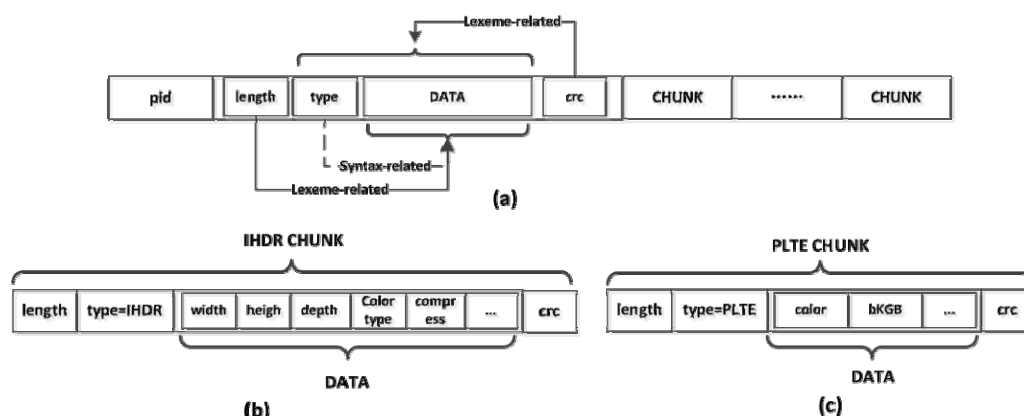 Lexeme-related
pid length type DATA crc CHUNK ...... CHUNK
Syntax-related
Lexeme-related
(a)
IHDR CHUNK
length type=IHDR width heigh depth Color type compr ess ... crc
DATA
(b)
PLTE CHUNK
length type=PLTE color bKGB ... crc
DATA
(c)